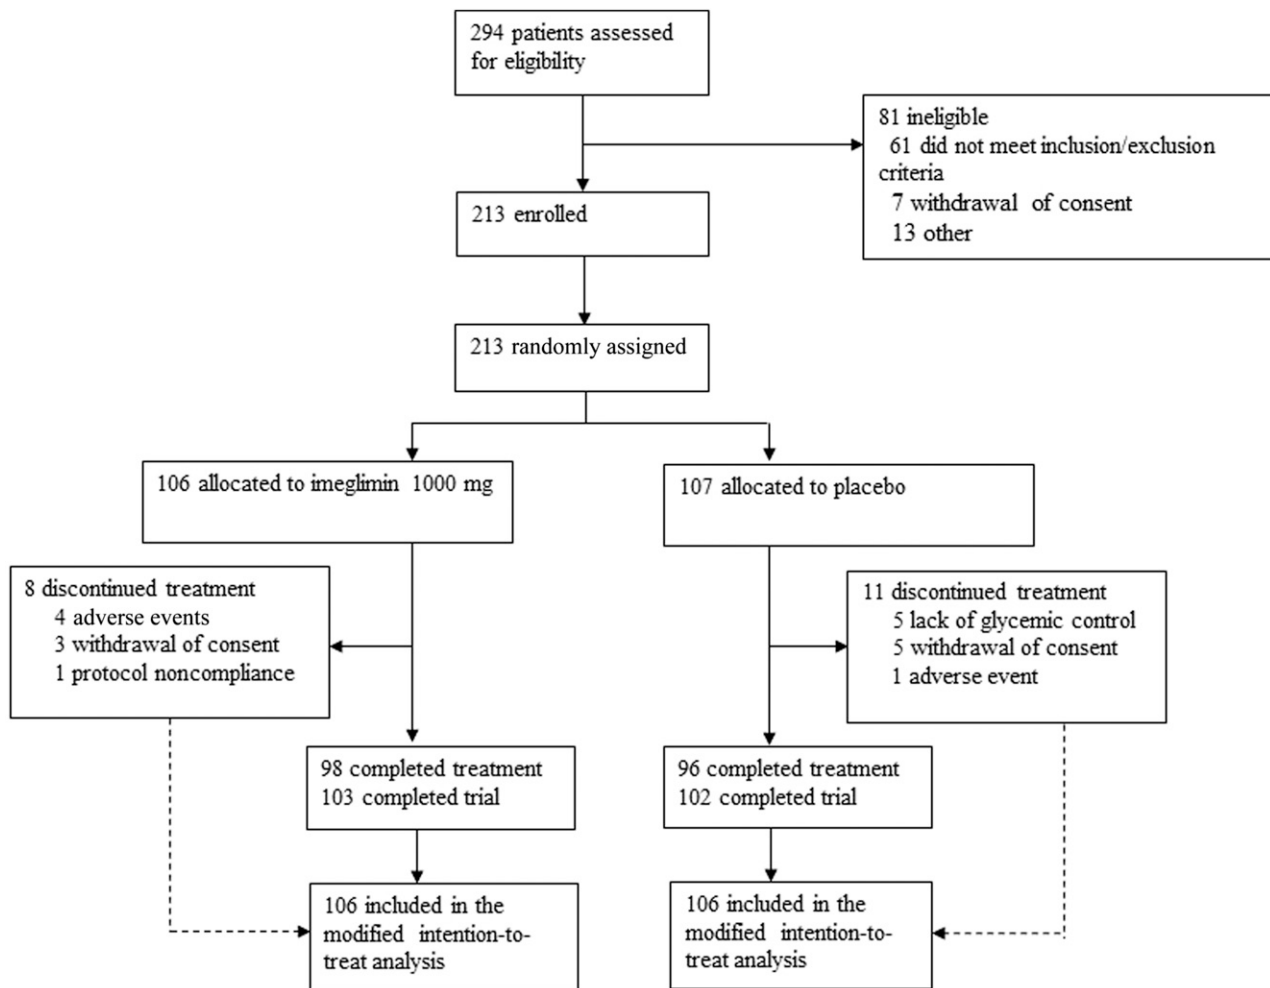 294 patients assessed
for eligibility
81 ineligible
61 did not meet inclusion/exclusion
criteria
7 withdrawal of consent
13 other
213 enrolled
213 randomly assigned
106 allocated to imeglimin 1000 mg
107 allocated to placebo
8 discontinued treatment
4 adverse events
3 withdrawal of consent
1 protocol noncompliance
11 discontinued treatment
5 lack of glycemic control
5 withdrawal of consent
1 adverse event
98 completed treatment
103 completed trial
96 completed treatment
102 completed trial
106 included in the
modified intention-to-
treat analysis
106 included in the
modified intention-to-
treat analysis